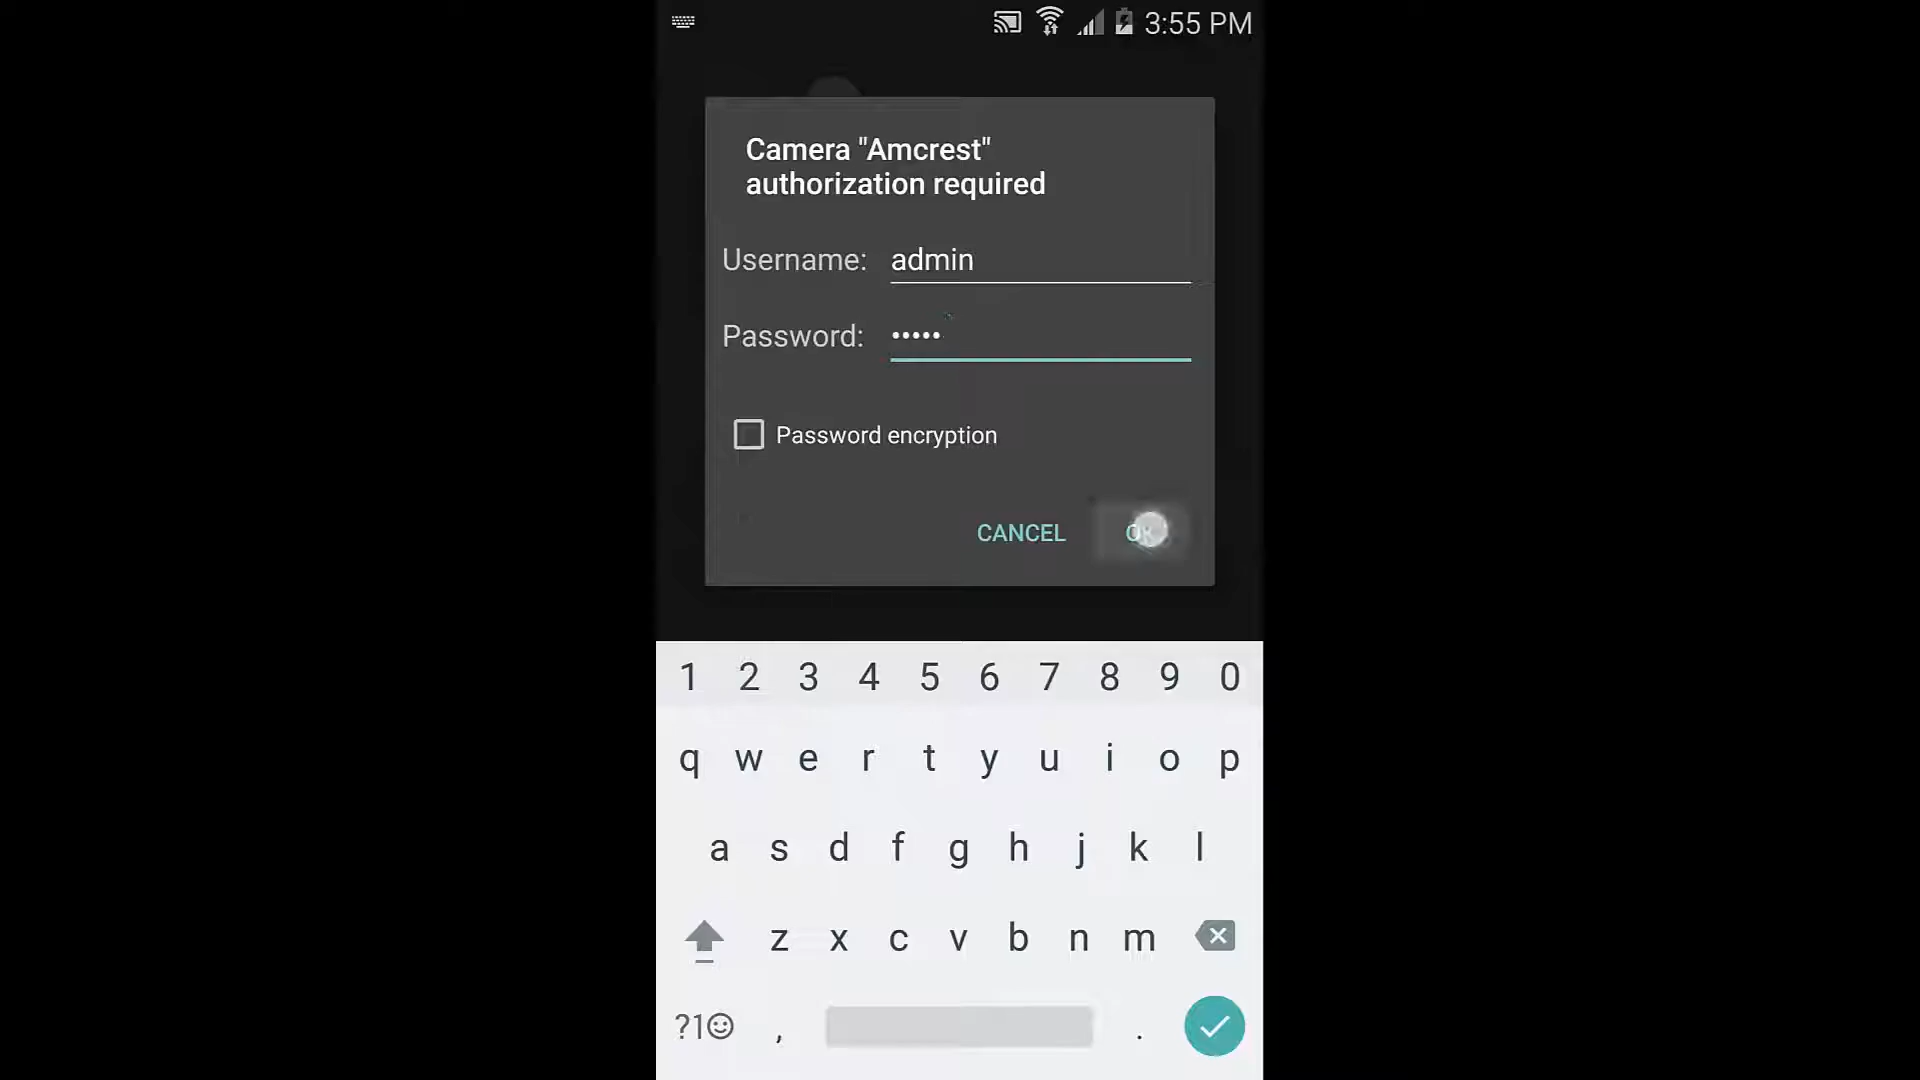 3:55 PM
Camera "Amcrest"
authorization required
Username: admin
Password: •••••
Password encryption
CANCEL OK
1 2 3 4 5 6 7 8 9 0
q w e r t y u i o p
a s d f g h j k l
z x c v b n m
?1☺ , .